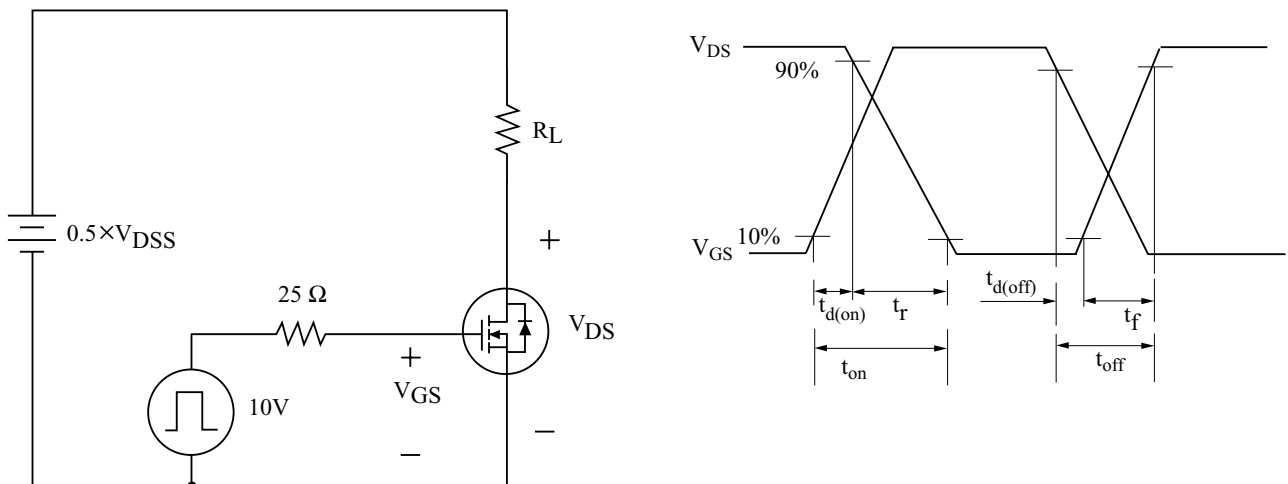 R_L
0.5×V_DSS
25 Ω
+
V_DS
+
V_GS
10V
−
−
V_DS
90%
V_GS
10%
t_d(on)
t_r
t_on
t_d(off)
t_f
t_off